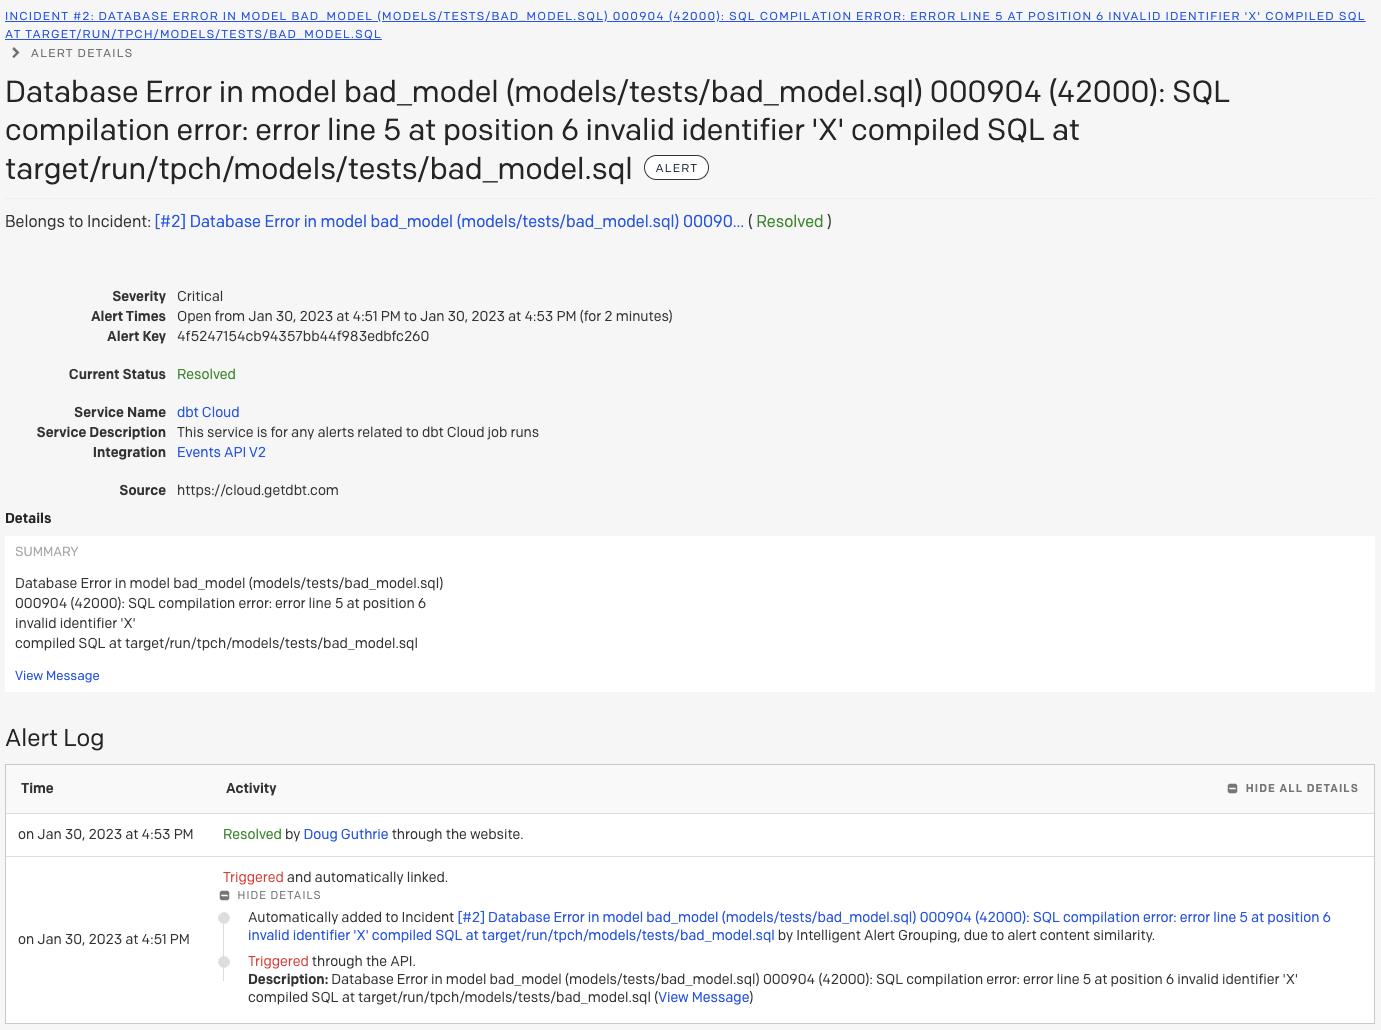 INCIDENT #2: DATABASE ERROR IN MODEL BAD_MODEL (MODELS/TESTS/BAD_MODEL.SQL) 000904 (42000): SQL COMPILATION ERROR: ERROR LINE 5 AT POSITION 6 INVALID IDENTIFIER 'X' COMPILED SQL
AT TARGET/RUN/TPCH/MODELS/TESTS/BAD_MODEL.SQL
ALERT DETAILS
Database Error in model bad_model (models/tests/bad_model.sql) 000904 (42000): SQL
compilation error: error line 5 at position 6 invalid identifier 'X' compiled SQL at
target/run/tpch/models/tests/bad_model.sql ALERT
Belongs to Incident: [#2] Database Error in model bad_model (models/tests/bad_model.sql) 00090... ( Resolved )
Severity Critical
Alert Times Open from Jan 30, 2023 at 4:51 PM to Jan 30, 2023 at 4:53 PM (for 2 minutes)
Alert Key 4f5247154cb94357bb44f983edbfc260
Current Status Resolved
Service Name dbt Cloud
Service Description This service is for any alerts related to dbt Cloud job runs
Integration Events API V2
Source https://cloud.getdbt.com
Details
SUMMARY
Database Error in model bad_model (models/tests/bad_model.sql)
000904 (42000): SQL compilation error: error line 5 at position 6
invalid identifier 'X'
compiled SQL at target/run/tpch/models/tests/bad_model.sql
View Message
Alert Log
Time Activity HIDE ALL DETAILS
on Jan 30, 2023 at 4:53 PM Resolved by Doug Guthrie through the website.
Triggered and automatically linked.
HIDE DETAILS
Automatically added to Incident [#2] Database Error in model bad_model (models/tests/bad_model.sql) 000904 (42000): SQL compilation error: error line 5 at position 6
invalid identifier 'X' compiled SQL at target/run/tpch/models/tests/bad_model.sql by Intelligent Alert Grouping, due to alert content similarity.
on Jan 30, 2023 at 4:51 PM
Triggered through the API.
Description: Database Error in model bad_model (models/tests/bad_model.sql) 000904 (42000): SQL compilation error: error line 5 at position 6 invalid identifier 'X'
compiled SQL at target/run/tpch/models/tests/bad_model.sql (View Message)